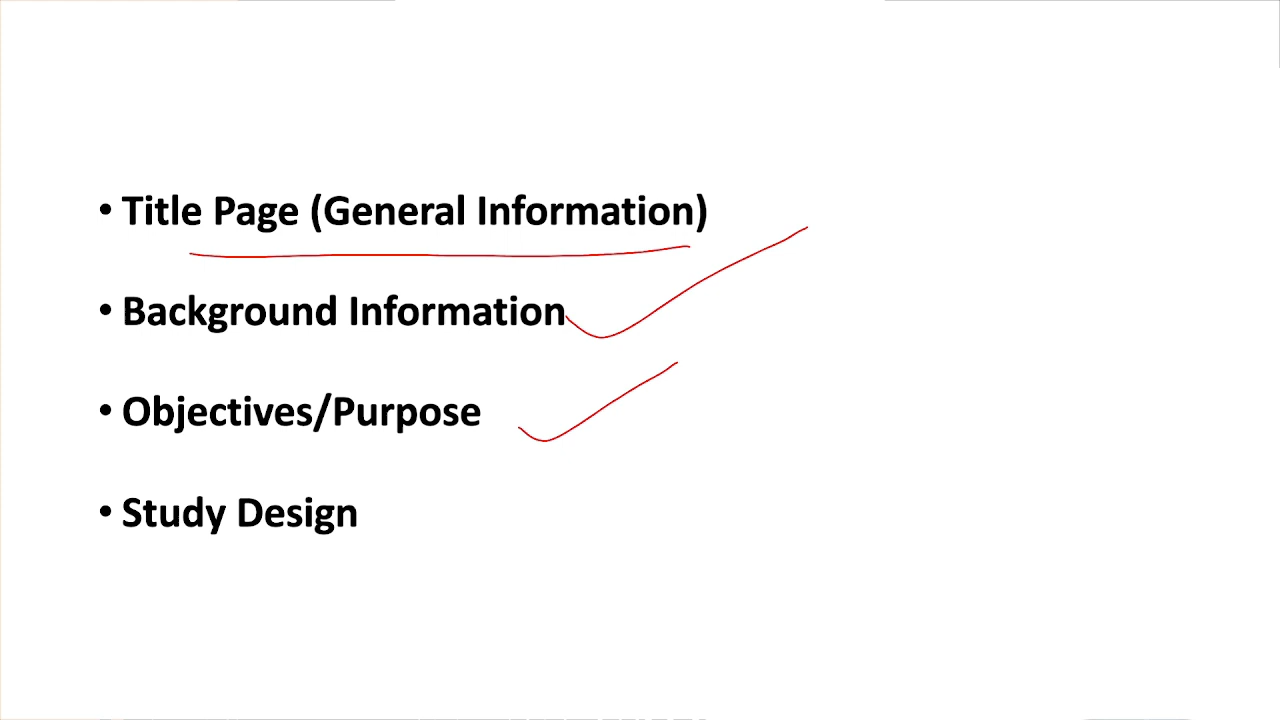 • Title Page (General Information)
• Background Information
• Objectives/Purpose
• Study Design